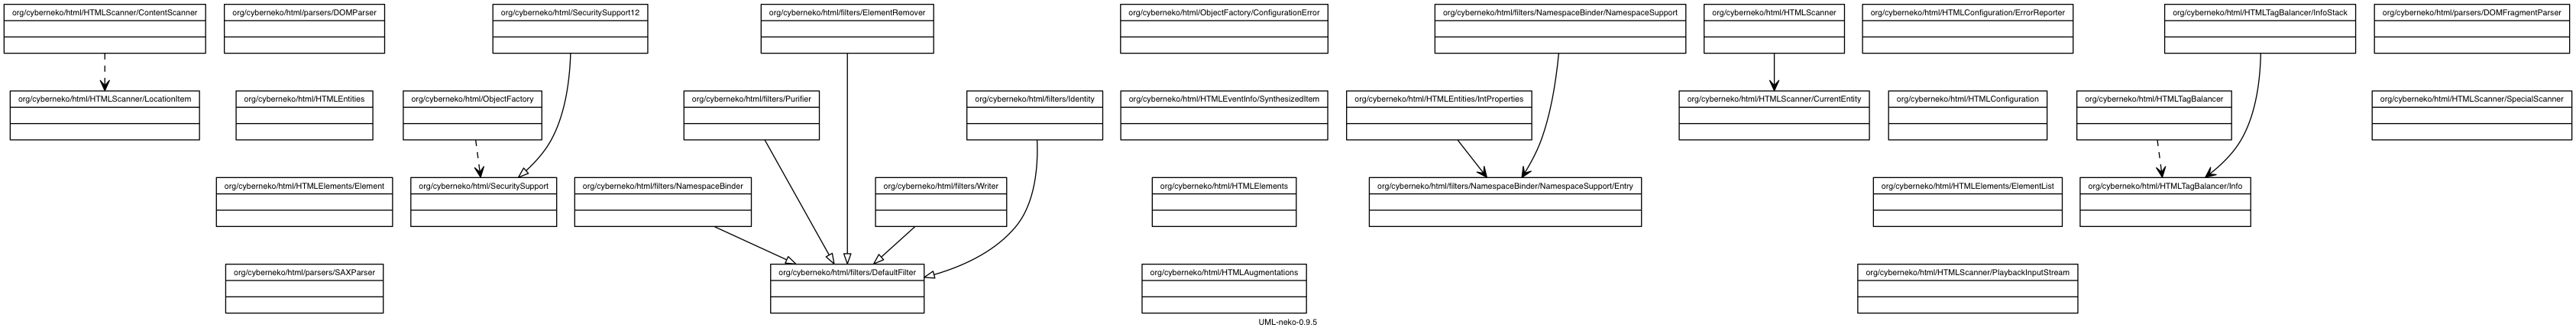 org/cyberneko/html/HTMLScanner/ContentScanner
org/cyberneko/html/parsers/DOMParser
org/cyberneko/html/SecuritySupport12
org/cyberneko/html/filters/ElementRemover
org/cyberneko/html/ObjectFactory/ConfigurationError
org/cyberneko/html/filters/NamespaceBinder/NamespaceSupport
org/cyberneko/html/HTMLScanner
org/cyberneko/html/HTMLConfiguration/ErrorReporter
org/cyberneko/html/HTMLTagBalancer/InfoStack
org/cyberneko/html/parsers/DOMFragmentParser
org/cyberneko/html/HTMLScanner/LocationItem
org/cyberneko/html/HTMLEntities
org/cyberneko/html/ObjectFactory
org/cyberneko/html/filters/Purifier
org/cyberneko/html/filters/Identity
org/cyberneko/html/HTMLEventInfo/SynthesizedItem
org/cyberneko/html/HTMLEntities/IntProperties
org/cyberneko/html/HTMLScanner/CurrentEntity
org/cyberneko/html/HTMLConfiguration
org/cyberneko/html/HTMLTagBalancer
org/cyberneko/html/HTMLScanner/SpecialScanner
org/cyberneko/html/HTMLElements/Element
org/cyberneko/html/SecuritySupport
org/cyberneko/html/filters/NamespaceBinder
org/cyberneko/html/filters/Writer
org/cyberneko/html/HTMLElements
org/cyberneko/html/filters/NamespaceBinder/NamespaceSupport/Entry
org/cyberneko/html/HTMLElements/ElementList
org/cyberneko/html/HTMLTagBalancer/Info
org/cyberneko/html/parsers/SAXParser
org/cyberneko/html/filters/DefaultFilter
org/cyberneko/html/HTMLAugmentations
org/cyberneko/html/HTMLScanner/PlaybackInputStream
UML-neko-0.9.5